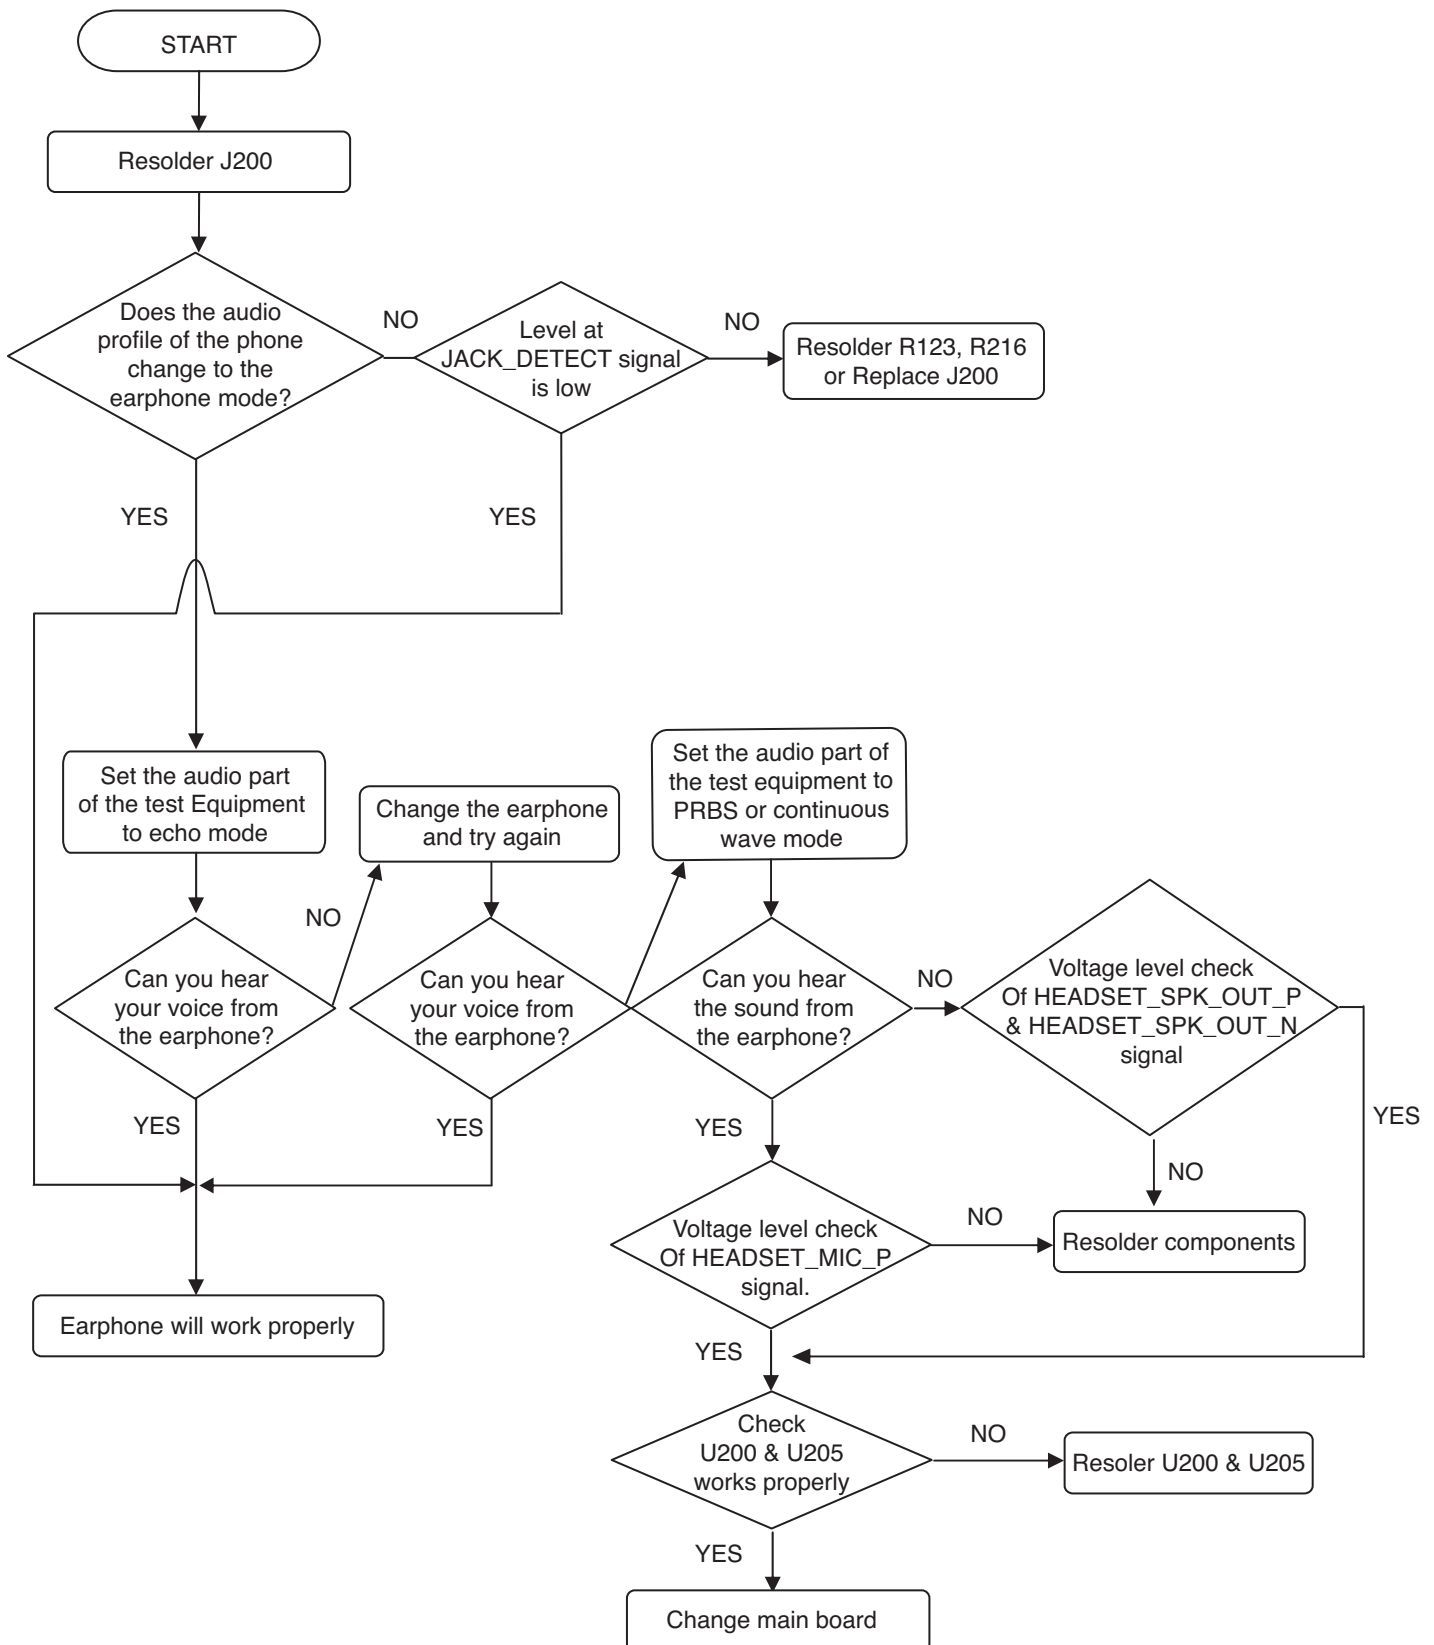 START
Resolder J200
Does the audio
profile of the phone
change to the
earphone mode?
NO
Level at
JACK_DETECT signal
is low
NO
Resolder R123, R216
or Replace J200
YES
YES
Set the audio part
of the test Equipment
to echo mode
Change the earphone
and try again
Set the audio part of
the test equipment to
PRBS or continuous
wave mode
NO
Can you hear
your voice from
the earphone?
Can you hear
your voice from
the earphone?
Can you hear
the sound from
the earphone?
NO
Voltage level check
Of HEADSET_SPK_OUT_P
& HEADSET_SPK_OUT_N
signal
YES
YES
YES
YES
NO
Voltage level check
Of HEADSET_MIC_P
signal.
NO
Resolder components
Earphone will work properly
YES
Check
U200 & U205
works properly
NO
Resoler U200 & U205
YES
Change main board